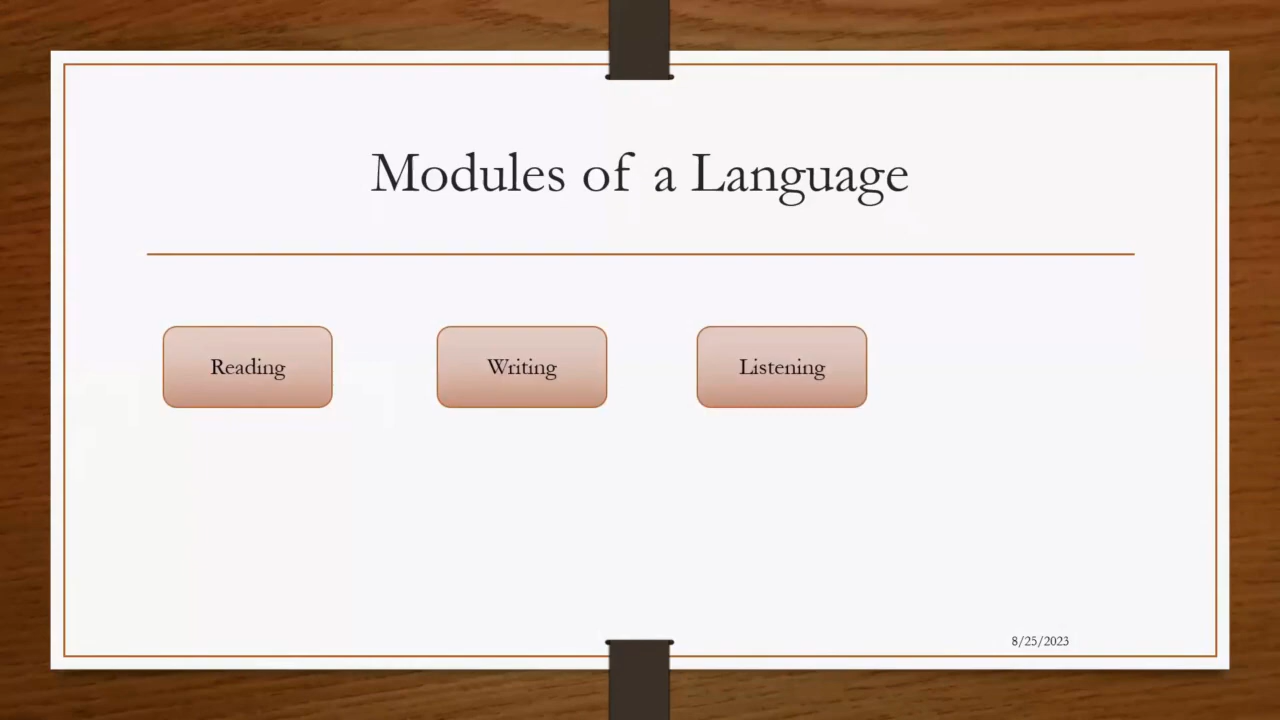 Modules of a Language
Reading
Writing
Listening
8/25/2023